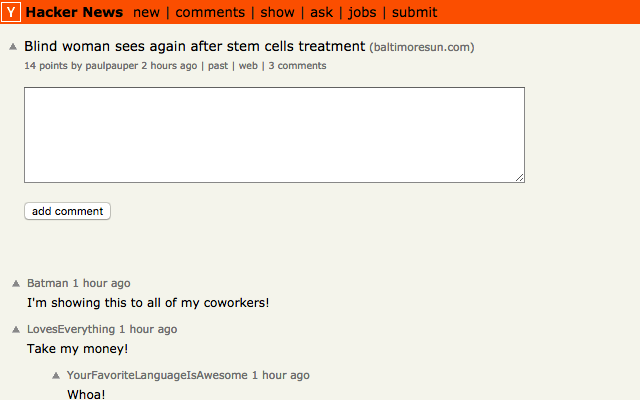 Y Hacker News new | comments | show | ask | jobs | submit
Blind woman sees again after stem cells treatment (baltimoresun.com)
14 points by paulpauper 2 hours ago | past | web | 3 comments
add comment
Batman 1 hour ago
I'm showing this to all of my coworkers!
LovesEverything 1 hour ago
Take my money!
YourFavoriteLanguageIsAwesome 1 hour ago
Whoa!